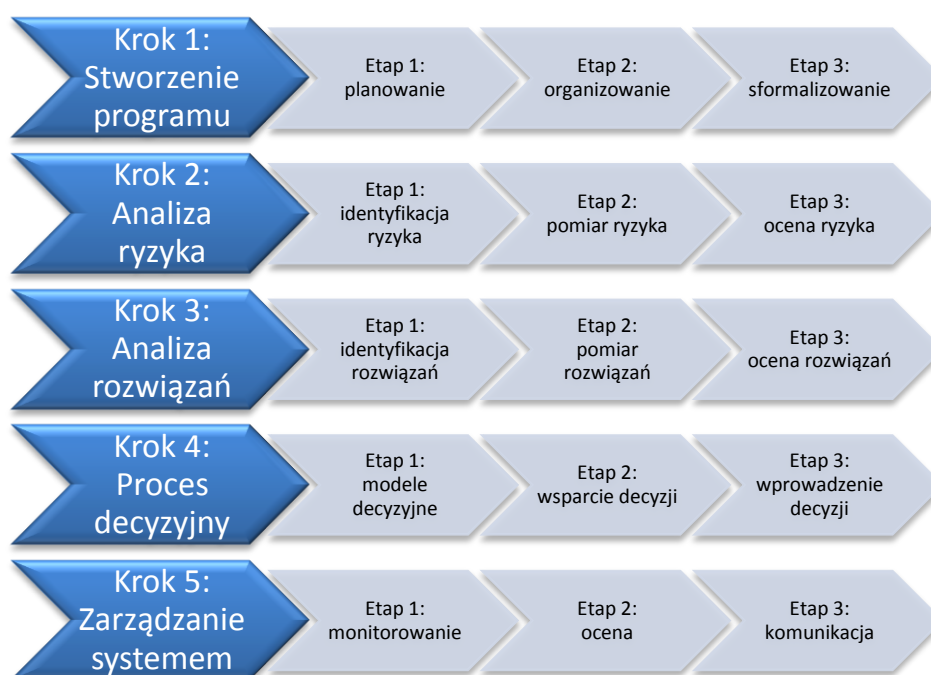 Krok 1:
Stworzenie
programu
Etap 1:
planowanie
Etap 2:
organizowanie
Etap 3:
sformalizowanie
Krok 2:
Analiza
ryzyka
Etap 1:
identyfikacja
ryzyka
Etap 2:
pomiar ryzyka
Etap 3:
ocena ryzyka
Krok 3:
Analiza
rozwiązań
Etap 1:
identyfikacja
rozwiązań
Etap 2:
pomiar
rozwiązań
Etap 3:
ocena rozwiązań
Krok 4:
Proces
decyzyjny
Etap 1:
modele
decyzyjne
Etap 2:
wsparcie decyzji
Etap 3:
wprowadzenie
decyzji
Krok 5:
Zarządzanie
systemem
Etap 1:
monitorowanie
Etap 2:
ocena
Etap 3:
komunikacja